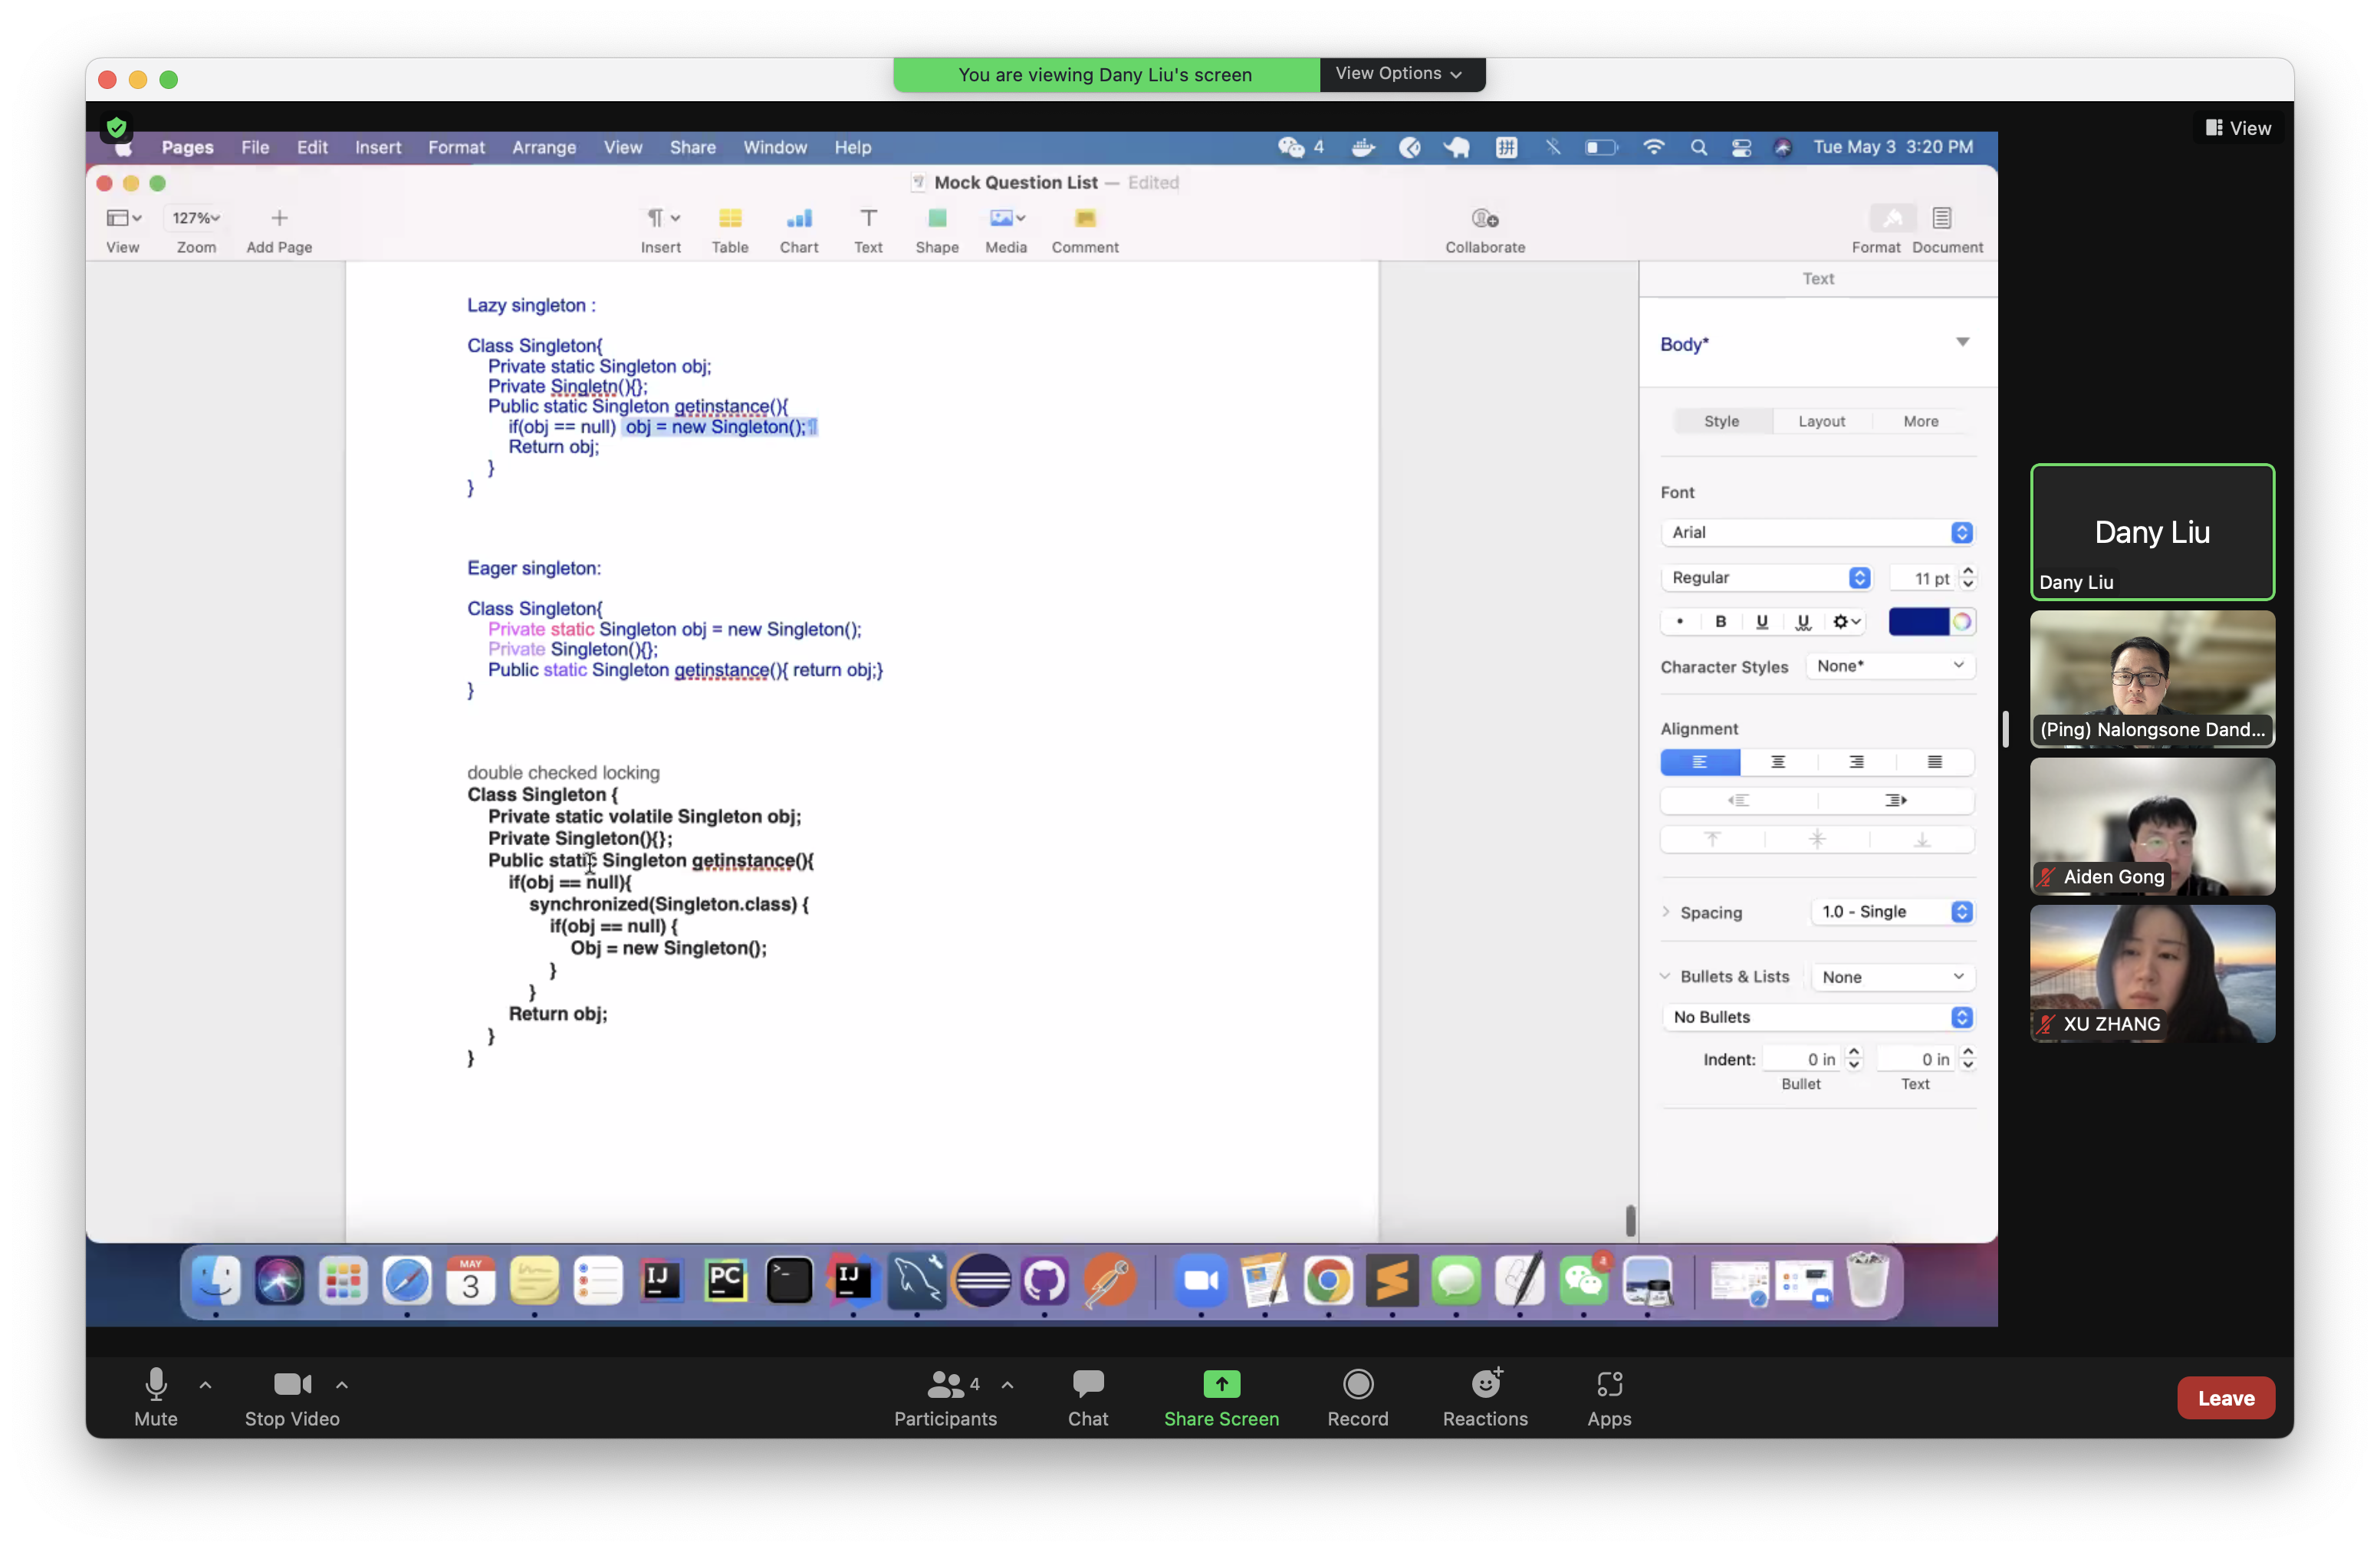 You are viewing Dany Liu's screen
View Options
View
Pages File Edit Insert Format Arrange View Share Window Help
4
拼
Tue May 3 3:20 PM
Mock Question List — Edited
127%
View Zoom Add Page
Insert Table Chart Text Shape Media Comment
Collaborate
Format Document
Lazy singleton :
Class Singleton{
Private static Singleton obj;
Private Singletn(){};
Public static Singleton getinstance(){
if(obj == null) obj = new Singleton();¶
Return obj;
}
}
Eager singleton:
Class Singleton{
Private static Singleton obj = new Singleton();
Private Singleton(){};
Public static Singleton getinstance(){ return obj;}
}
double checked locking
Class Singleton {
Private static volatile Singleton obj;
Private Singleton(){};
Public static Singleton getinstance(){
if(obj == null){
synchronized(Singleton.class) {
if(obj == null) {
Obj = new Singleton();
}
}
Return obj;
}
}
Text
Body*
Style Layout More
Font
Arial
Regular 11 pt
B U U
Character Styles None*
Alignment
Spacing 1.0 - Single
Bullets & Lists None
No Bullets
Indent: 0 in 0 in
Bullet Text
Dany Liu
Dany Liu
(Ping) Nalongsone Dand...
Aiden Gong
XU ZHANG
MAY
3
IJ
PC
>_
IJ
4
Mute
Stop Video
4
Participants
Chat
Share Screen
Record
Reactions
Apps
Leave